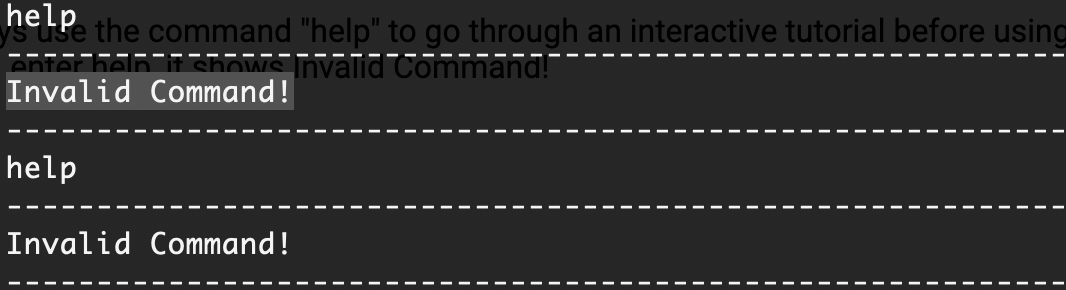 help
ys use the command "help" to go through an interactive tutorial before using
--------------------------------------------------------
enter help, it shows Invalid Command!
Invalid Command!
--------------------------------------------------------
help
--------------------------------------------------------
Invalid Command!
--------------------------------------------------------